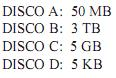 DISCO A: 50 MB
DISCO B: 3 TB
DISCO C: 5 GB
DISCO D: 5 KB